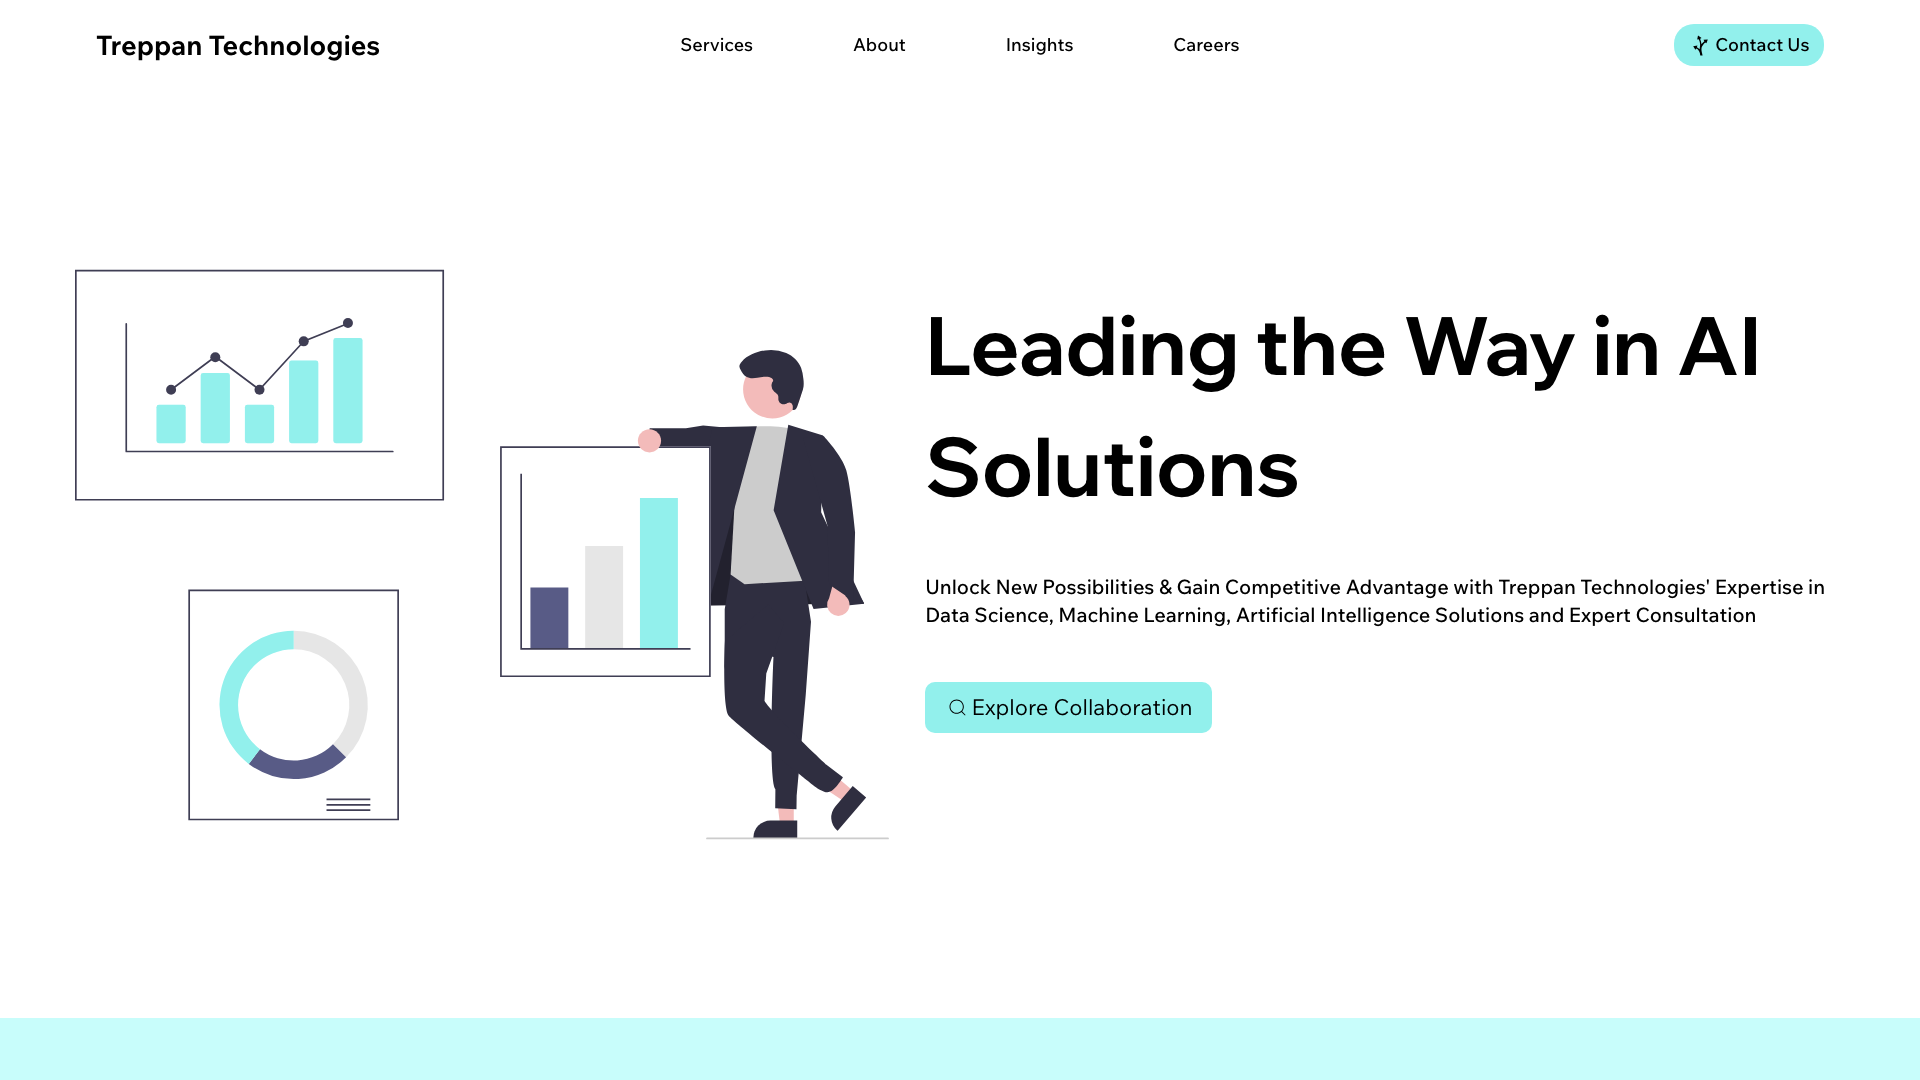 Treppan Technologies
Services
About
Insights
Careers
Contact Us
Leading the Way in AI
Solutions
Unlock New Possibilities & Gain Competitive Advantage with Treppan Technologies' Expertise in
Data Science, Machine Learning, Artificial Intelligence Solutions and Expert Consultation
Explore Collaboration